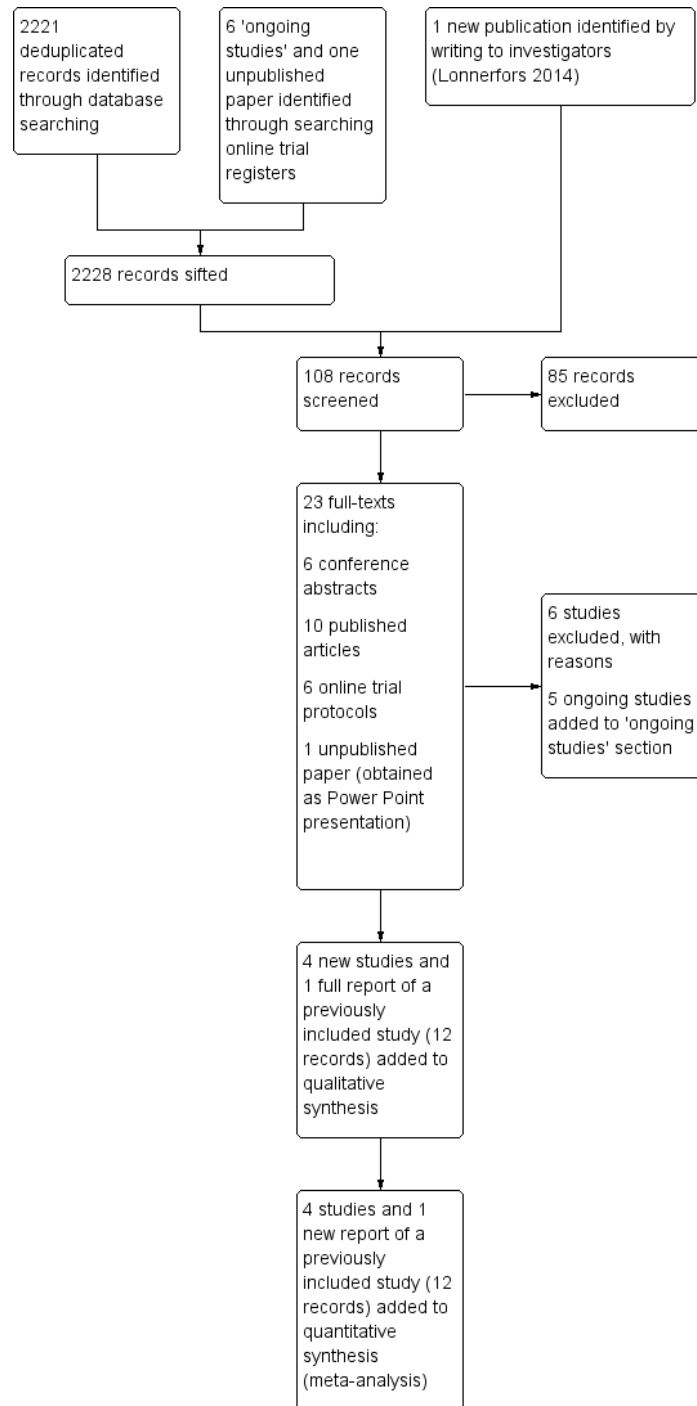 2221
deduplicated
records identified
through database
searching
6 'ongoing
studies' and one
unpublished
paper identified
through searching
online trial
registers
1 new publication identified by
writing to investigators
(Lonnerfors 2014)
2228 records sifted
108 records
screened
85 records
excluded
23 full-texts
including:
6 conference
abstracts
10 published
articles
6 online trial
protocols
1 unpublished
paper (obtained
as Power Point
presentation)
6 studies
excluded, with
reasons
5 ongoing studies
added to 'ongoing
studies' section
4 new studies and
1 full report of a
previously
included study (12
records) added to
qualitative
synthesis
4 studies and 1
new report of a
previously
included study (12
records) added to
quantitative
synthesis
(meta-analysis)